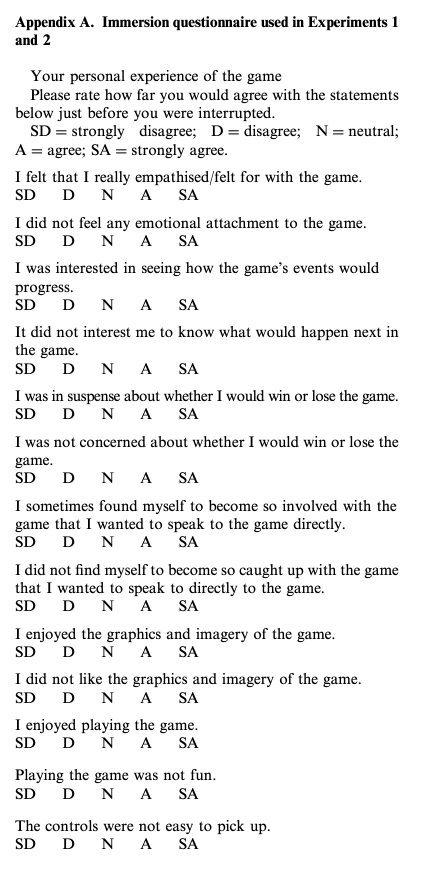 Appendix A. Immersion questionnaire used in Experiments 1
and 2
Your personal experience of the game
Please rate how far you would agree with the statements
below just before you were interrupted.
SD = strongly disagree; D = disagree; N = neutral;
A = agree; SA = strongly agree.
I felt that I really empathised/felt for with the game.
SD D N A SA
I did not feel any emotional attachment to the game.
SD D N A SA
I was interested in seeing how the game's events would
progress.
SD D N A SA
It did not interest me to know what would happen next in
the game.
SD D N A SA
I was in suspense about whether I would win or lose the game.
SD D N A SA
I was not concerned about whether I would win or lose the
game.
SD D N A SA
I sometimes found myself to become so involved with the
game that I wanted to speak to the game directly.
SD D N A SA
I did not find myself to become so caught up with the game
that I wanted to speak to directly to the game.
SD D N A SA
I enjoyed the graphics and imagery of the game.
SD D N A SA
I did not like the graphics and imagery of the game.
SD D N A SA
I enjoyed playing the game.
SD D N A SA
Playing the game was not fun.
SD D N A SA
The controls were not easy to pick up.
SD D N A SA